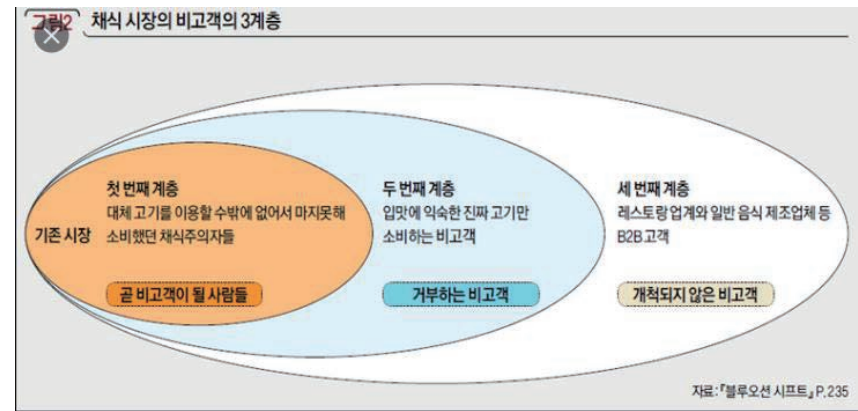 그림2 채식 시장의 비고객의 3계층
기존 시장
첫 번째 계층
대체 고기를 이용할 수밖에 없어서 마지못해
소비했던 채식주의자들
곧 비고객이 될 사람들
두 번째 계층
입맛에 익숙한 진짜 고기만
소비하는 비고객
거부하는 비고객
세 번째 계층
레스토랑 업계와 일반 음식 제조업체 등
B2B 고객
개척되지 않은 비고객
자료:『블루오션 시프트』P.235